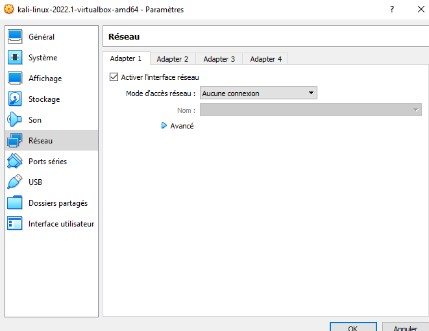 kali-linux-2022.1-virtualbox-amd64 - Paramètres
?
Général
Système
Affichage
Stockage
Son
Réseau
Ports séries
USB
Dossiers partagés
Interface utilisateur
Réseau
Adapter 1 Adapter 2 Adapter 3 Adapter 4
Activer l'interface réseau
Mode d'accès réseau : Aucune connexion
Nom :
Avancé
OK Annuler